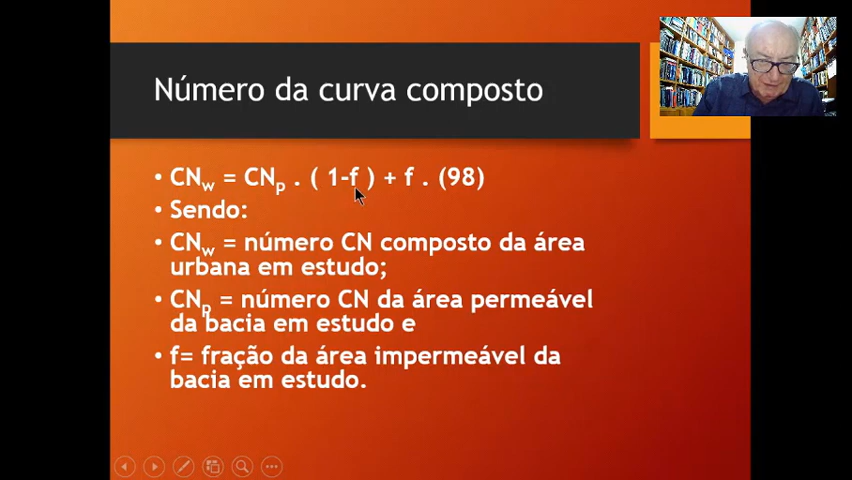 Número da curva composto
• CNw = CNp . ( 1-f ) + f . (98)
• Sendo:
• CNw = número CN composto da área
urbana em estudo;
• CNp = número CN da área permeável
da bacia em estudo e
• f= fração da área impermeável da
bacia em estudo.